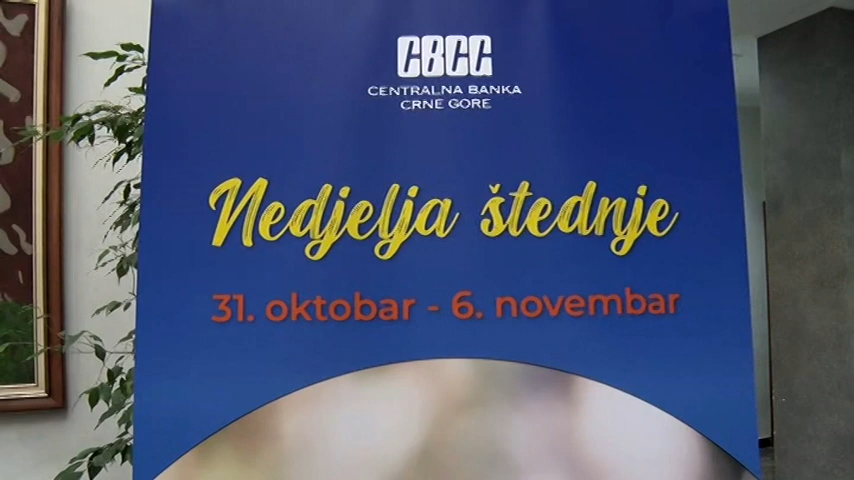 CBCG
CENTRALNA BANKA
CRNE GORE
Nedjelja štednje
31. oktobar - 6. novembar